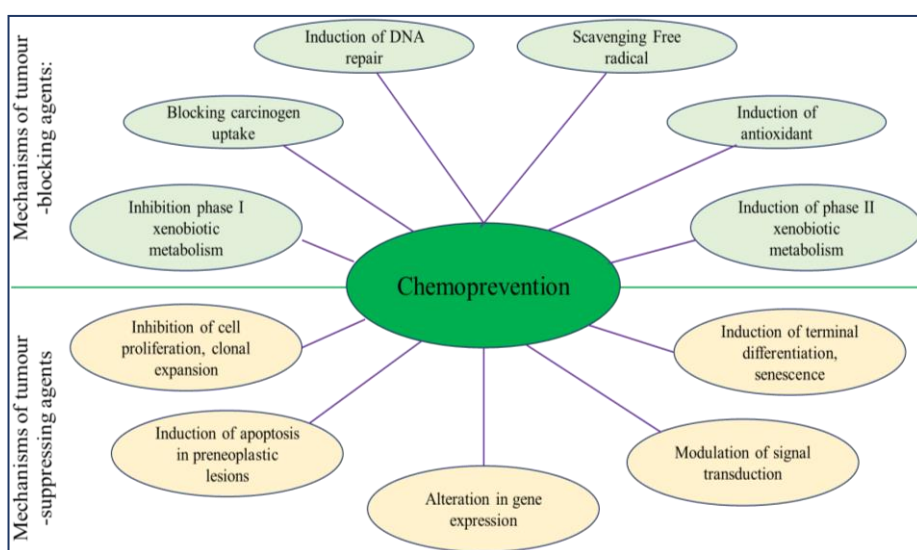 Mechanisms of tumour
-blocking agents:
Induction of DNA
repair
Scavenging Free
radical
Blocking carcinogen
uptake
Induction of
antioxidant
Inhibition phase I
xenobiotic
metabolism
Induction of phase II
xenobiotic
metabolism
Chemoprevention
Mechanisms of tumour
-suppressing agents
Inhibition of cell
proliferation, clonal
expansion
Induction of terminal
differentiation,
senescence
Induction of apoptosis
in preneoplastic
lesions
Modulation of signal
transduction
Alteration in gene
expression